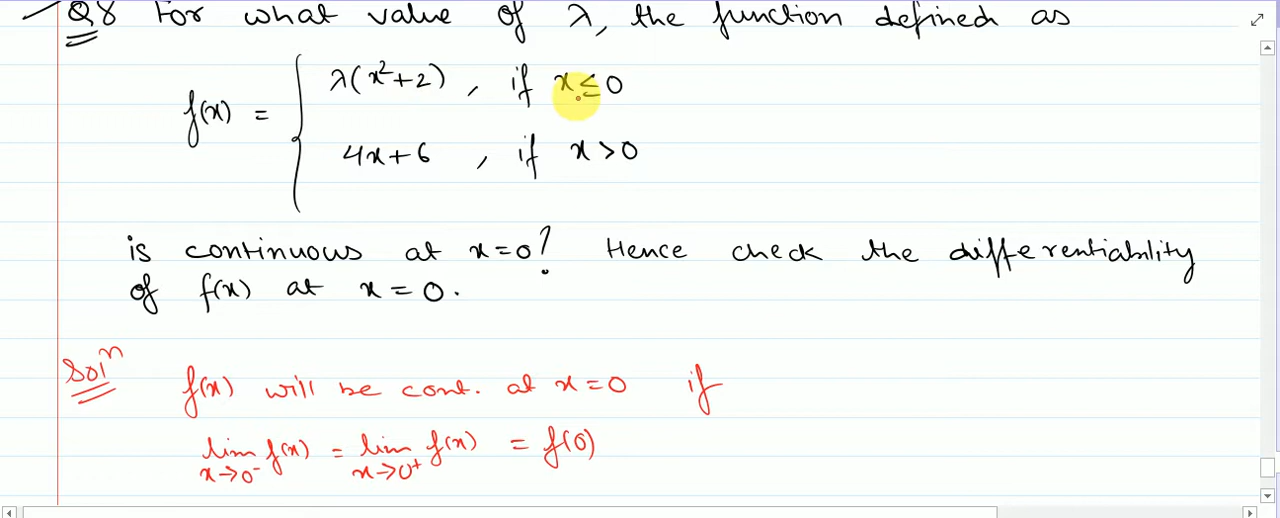 Q8 For what value of λ, the function defined as
f(x) = { λ(x²+2), if x ≤ 0
4x+6, if x > 0
is continuous at x=0? Hence check the differentiability
of f(x) at x = 0.
Solⁿ f(x) will be cont. at x=0 if
lim x→0⁻ f(x) = lim x→0⁺ f(x) = f(0)